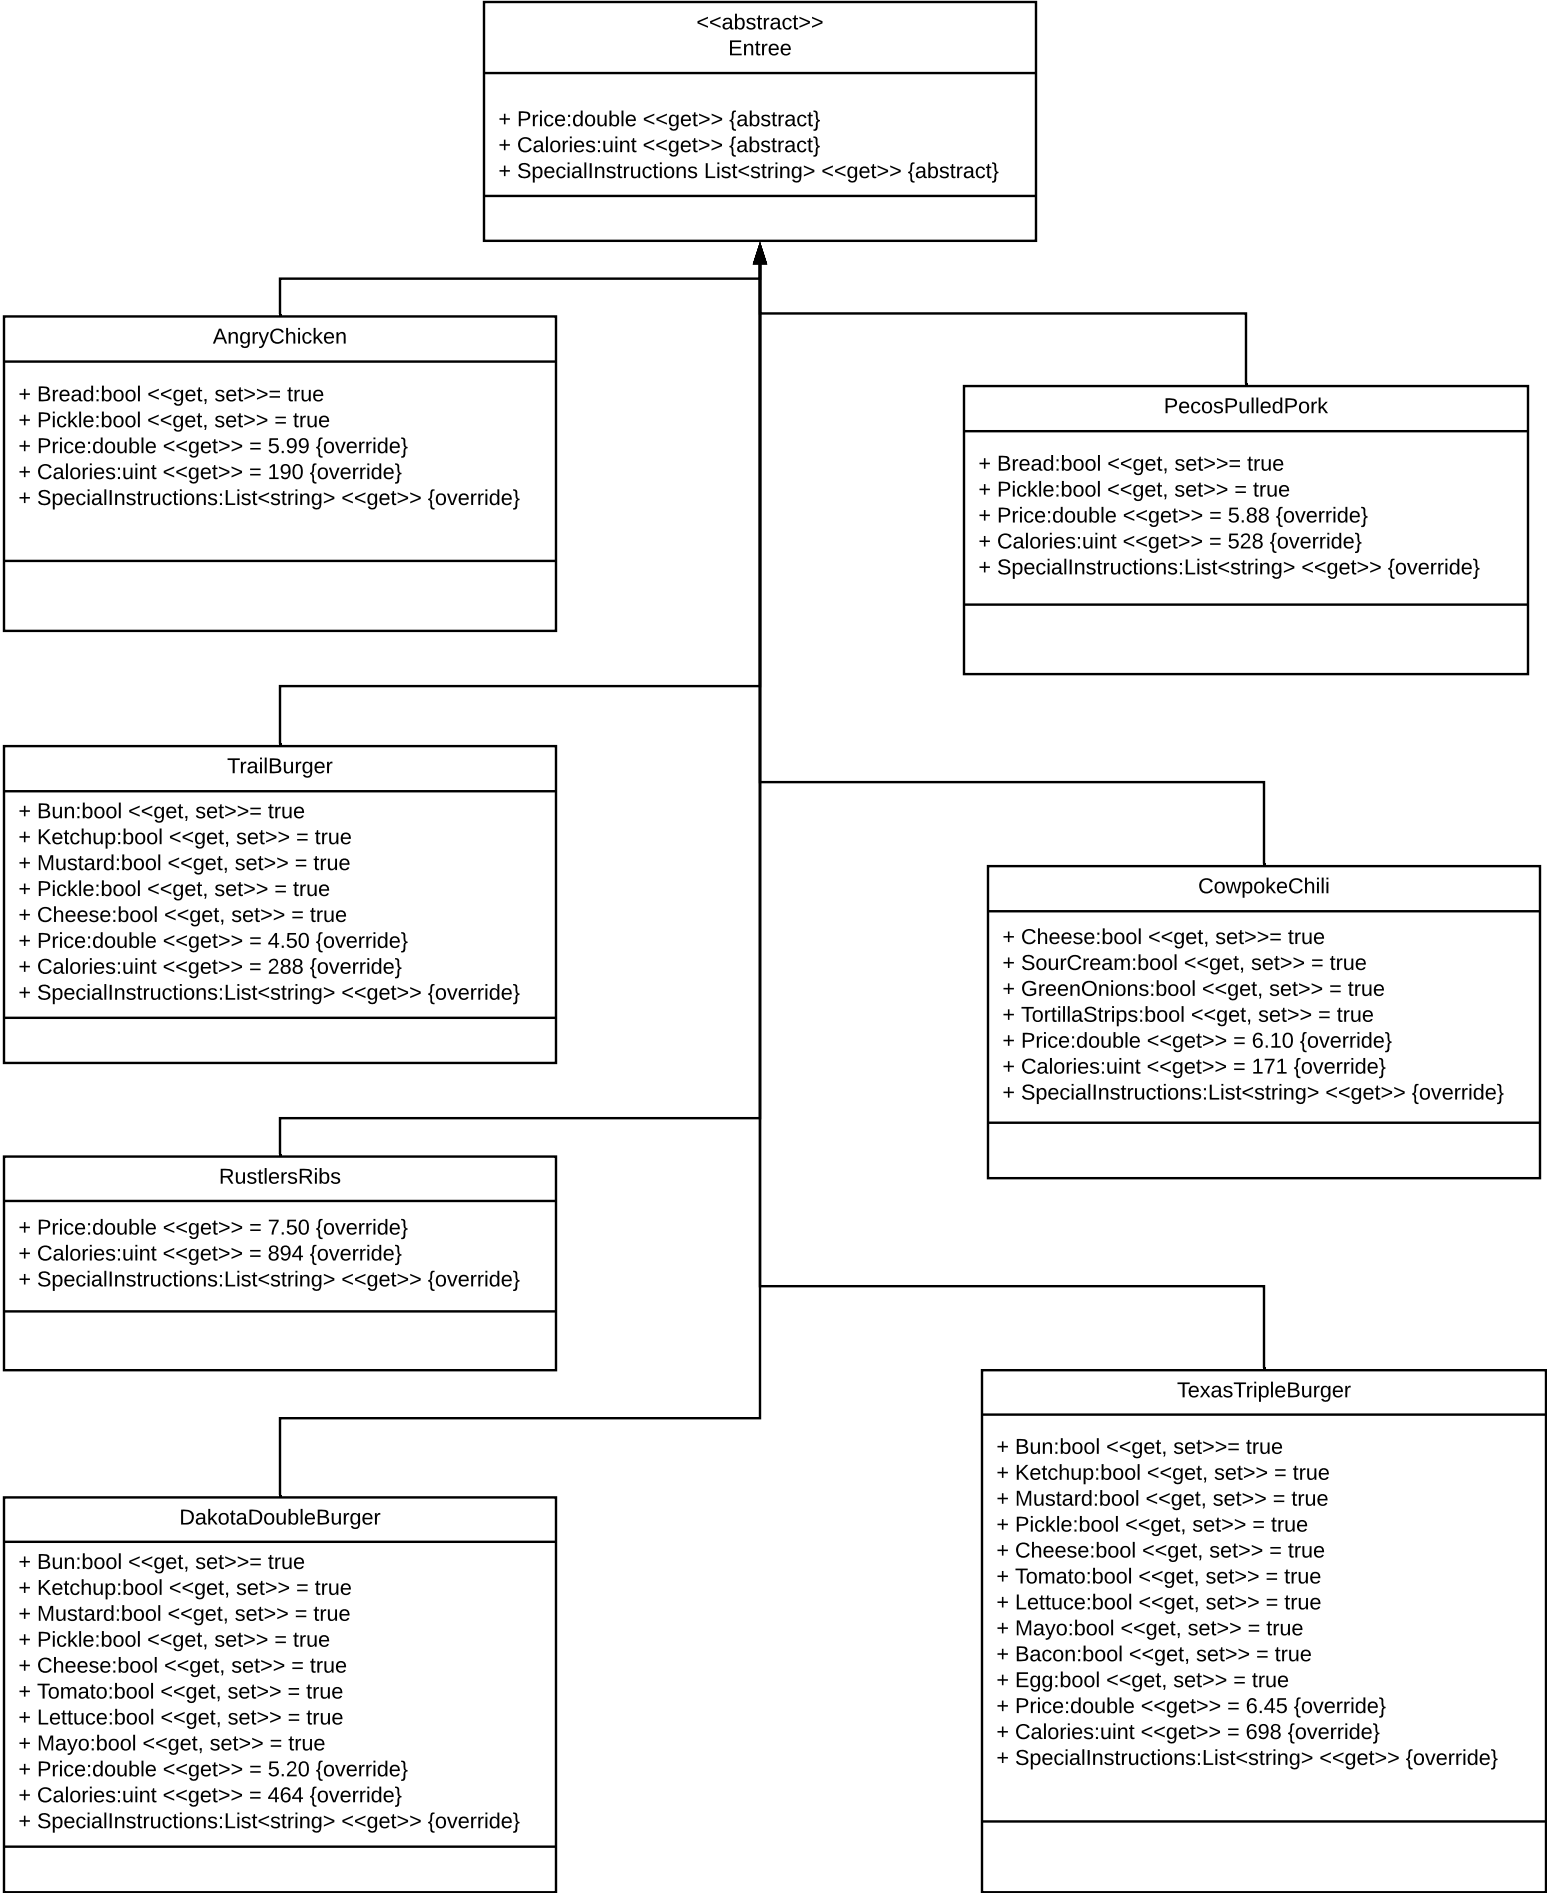 <<abstract>>
Entree
+ Price:double <<get>> {abstract}
+ Calories:uint <<get>> {abstract}
+ SpecialInstructions List<string> <<get>> {abstract}
AngryChicken
+ Bread:bool <<get, set>>= true
+ Pickle:bool <<get, set>> = true
+ Price:double <<get>> = 5.99 {override}
+ Calories:uint <<get>> = 190 {override}
+ SpecialInstructions:List<string> <<get>> {override}
PecosPulledPork
+ Bread:bool <<get, set>>= true
+ Pickle:bool <<get, set>> = true
+ Price:double <<get>> = 5.88 {override}
+ Calories:uint <<get>> = 528 {override}
+ SpecialInstructions:List<string> <<get>> {override}
TrailBurger
+ Bun:bool <<get, set>>= true
+ Ketchup:bool <<get, set>> = true
+ Mustard:bool <<get, set>> = true
+ Pickle:bool <<get, set>> = true
+ Cheese:bool <<get, set>> = true
+ Price:double <<get>> = 4.50 {override}
+ Calories:uint <<get>> = 288 {override}
+ SpecialInstructions:List<string> <<get>> {override}
CowpokeChili
+ Cheese:bool <<get, set>>= true
+ SourCream:bool <<get, set>> = true
+ GreenOnions:bool <<get, set>> = true
+ TortillaStrips:bool <<get, set>> = true
+ Price:double <<get>> = 6.10 {override}
+ Calories:uint <<get>> = 171 {override}
+ SpecialInstructions:List<string> <<get>> {override}
RustlersRibs
+ Price:double <<get>> = 7.50 {override}
+ Calories:uint <<get>> = 894 {override}
+ SpecialInstructions:List<string> <<get>> {override}
TexasTripleBurger
+ Bun:bool <<get, set>>= true
+ Ketchup:bool <<get, set>> = true
+ Mustard:bool <<get, set>> = true
+ Pickle:bool <<get, set>> = true
+ Cheese:bool <<get, set>> = true
+ Tomato:bool <<get, set>> = true
+ Lettuce:bool <<get, set>> = true
+ Mayo:bool <<get, set>> = true
+ Bacon:bool <<get, set>> = true
+ Egg:bool <<get, set>> = true
+ Price:double <<get>> = 6.45 {override}
+ Calories:uint <<get>> = 698 {override}
+ SpecialInstructions:List<string> <<get>> {override}
DakotaDoubleBurger
+ Bun:bool <<get, set>>= true
+ Ketchup:bool <<get, set>> = true
+ Mustard:bool <<get, set>> = true
+ Pickle:bool <<get, set>> = true
+ Cheese:bool <<get, set>> = true
+ Tomato:bool <<get, set>> = true
+ Lettuce:bool <<get, set>> = true
+ Mayo:bool <<get, set>> = true
+ Price:double <<get>> = 5.20 {override}
+ Calories:uint <<get>> = 464 {override}
+ SpecialInstructions:List<string> <<get>> {override}